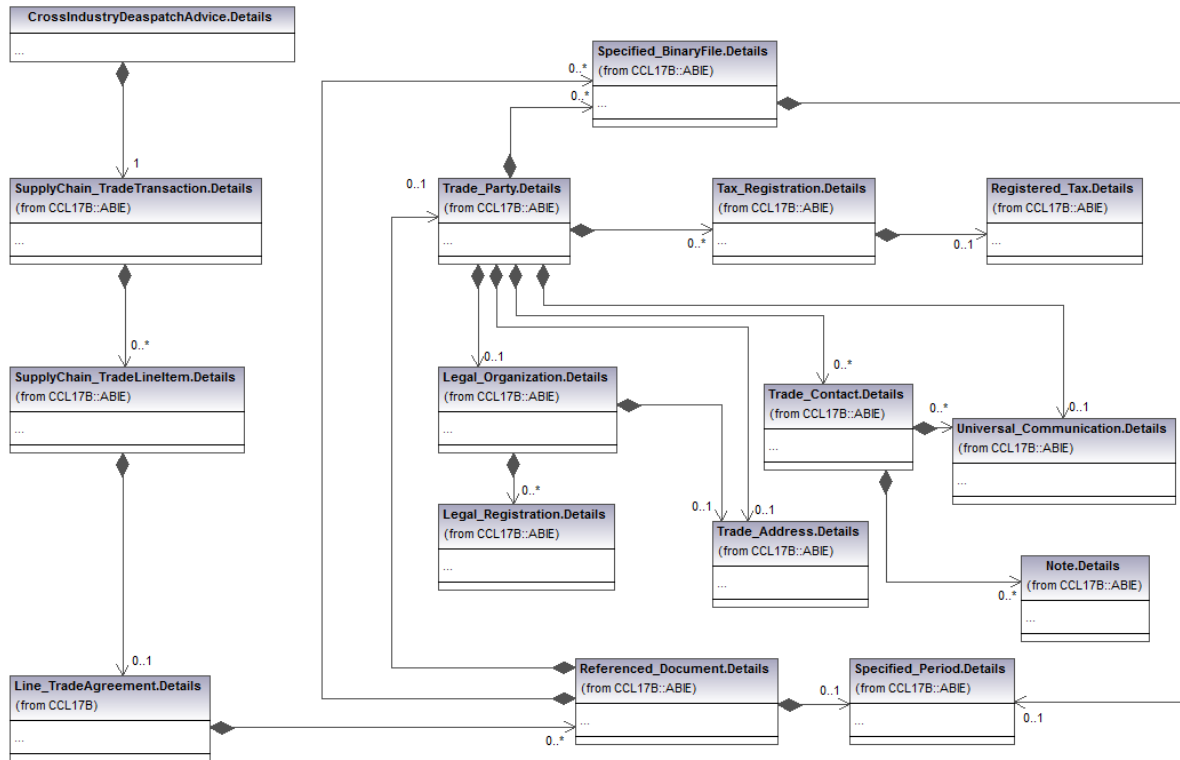 CrossIndustryDeaspatchAdvice.Details
...
Specified_BinaryFile.Details
(from CCL17B::ABIE)
...
0..*
0..*
1
SupplyChain_TradeTransaction.Details
(from CCL17B::ABIE)
...
0..1
Trade_Party.Details
(from CCL17B::ABIE)
...
Tax_Registration.Details
(from CCL17B::ABIE)
...
0..*
Registered_Tax.Details
(from CCL17B::ABIE)
...
0..1
0..*
SupplyChain_TradeLineItem.Details
(from CCL17B::ABIE)
...
0..1
Legal_Organization.Details
(from CCL17B::ABIE)
...
0..*
Trade_Contact.Details
(from CCL17B::ABIE)
...
0..*
0..1
Universal_Communication.Details
(from CCL17B::ABIE)
...
0..*
Legal_Registration.Details
(from CCL17B::ABIE)
...
0..1
0..1
Trade_Address.Details
(from CCL17B::ABIE)
...
Note.Details
(from CCL17B::ABIE)
...
0..*
0..1
Line_TradeAgreement.Details
(from CCL17B)
...
0..*
Referenced_Document.Details
(from CCL17B::ABIE)
...
0..1
Specified_Period.Details
(from CCL17B::ABIE)
...
0..1